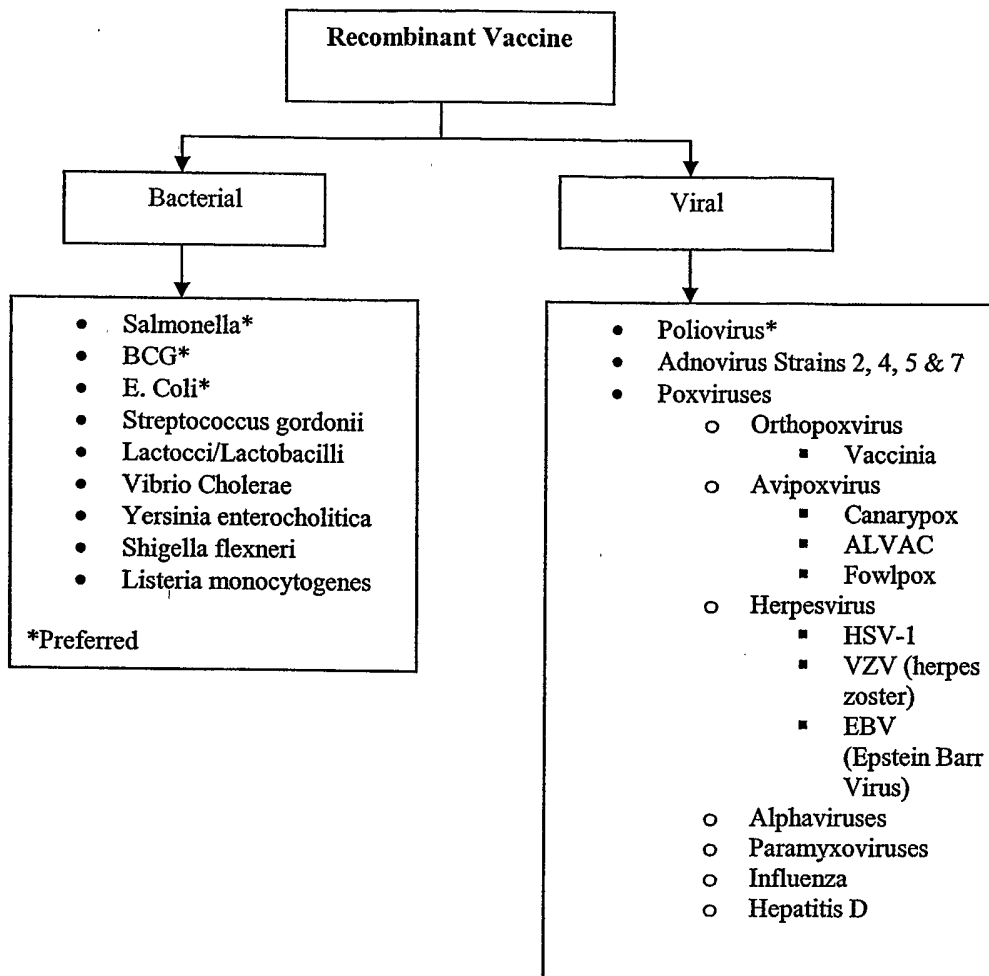 Recombinant Vaccine
Bacterial
Viral
• Salmonella*
• BCG*
• E. Coli*
• Streptococcus gordonii
• Lactocci/Lactobacilli
• Vibrio Cholerae
• Yersinia enterocholitica
• Shigella flexneri
• Listeria monocytogenes
*Preferred
• Poliovirus*
• Adnovirus Strains 2, 4, 5 & 7
• Poxviruses
o Orthopoxvirus
▪ Vaccinia
o Avipoxvirus
▪ Canarypox
▪ ALVAC
▪ Fowlpox
o Herpesvirus
▪ HSV-1
▪ VZV (herpes
zoster)
▪ EBV
(Epstein Barr
Virus)
o Alphaviruses
o Paramyxoviruses
o Influenza
o Hepatitis D